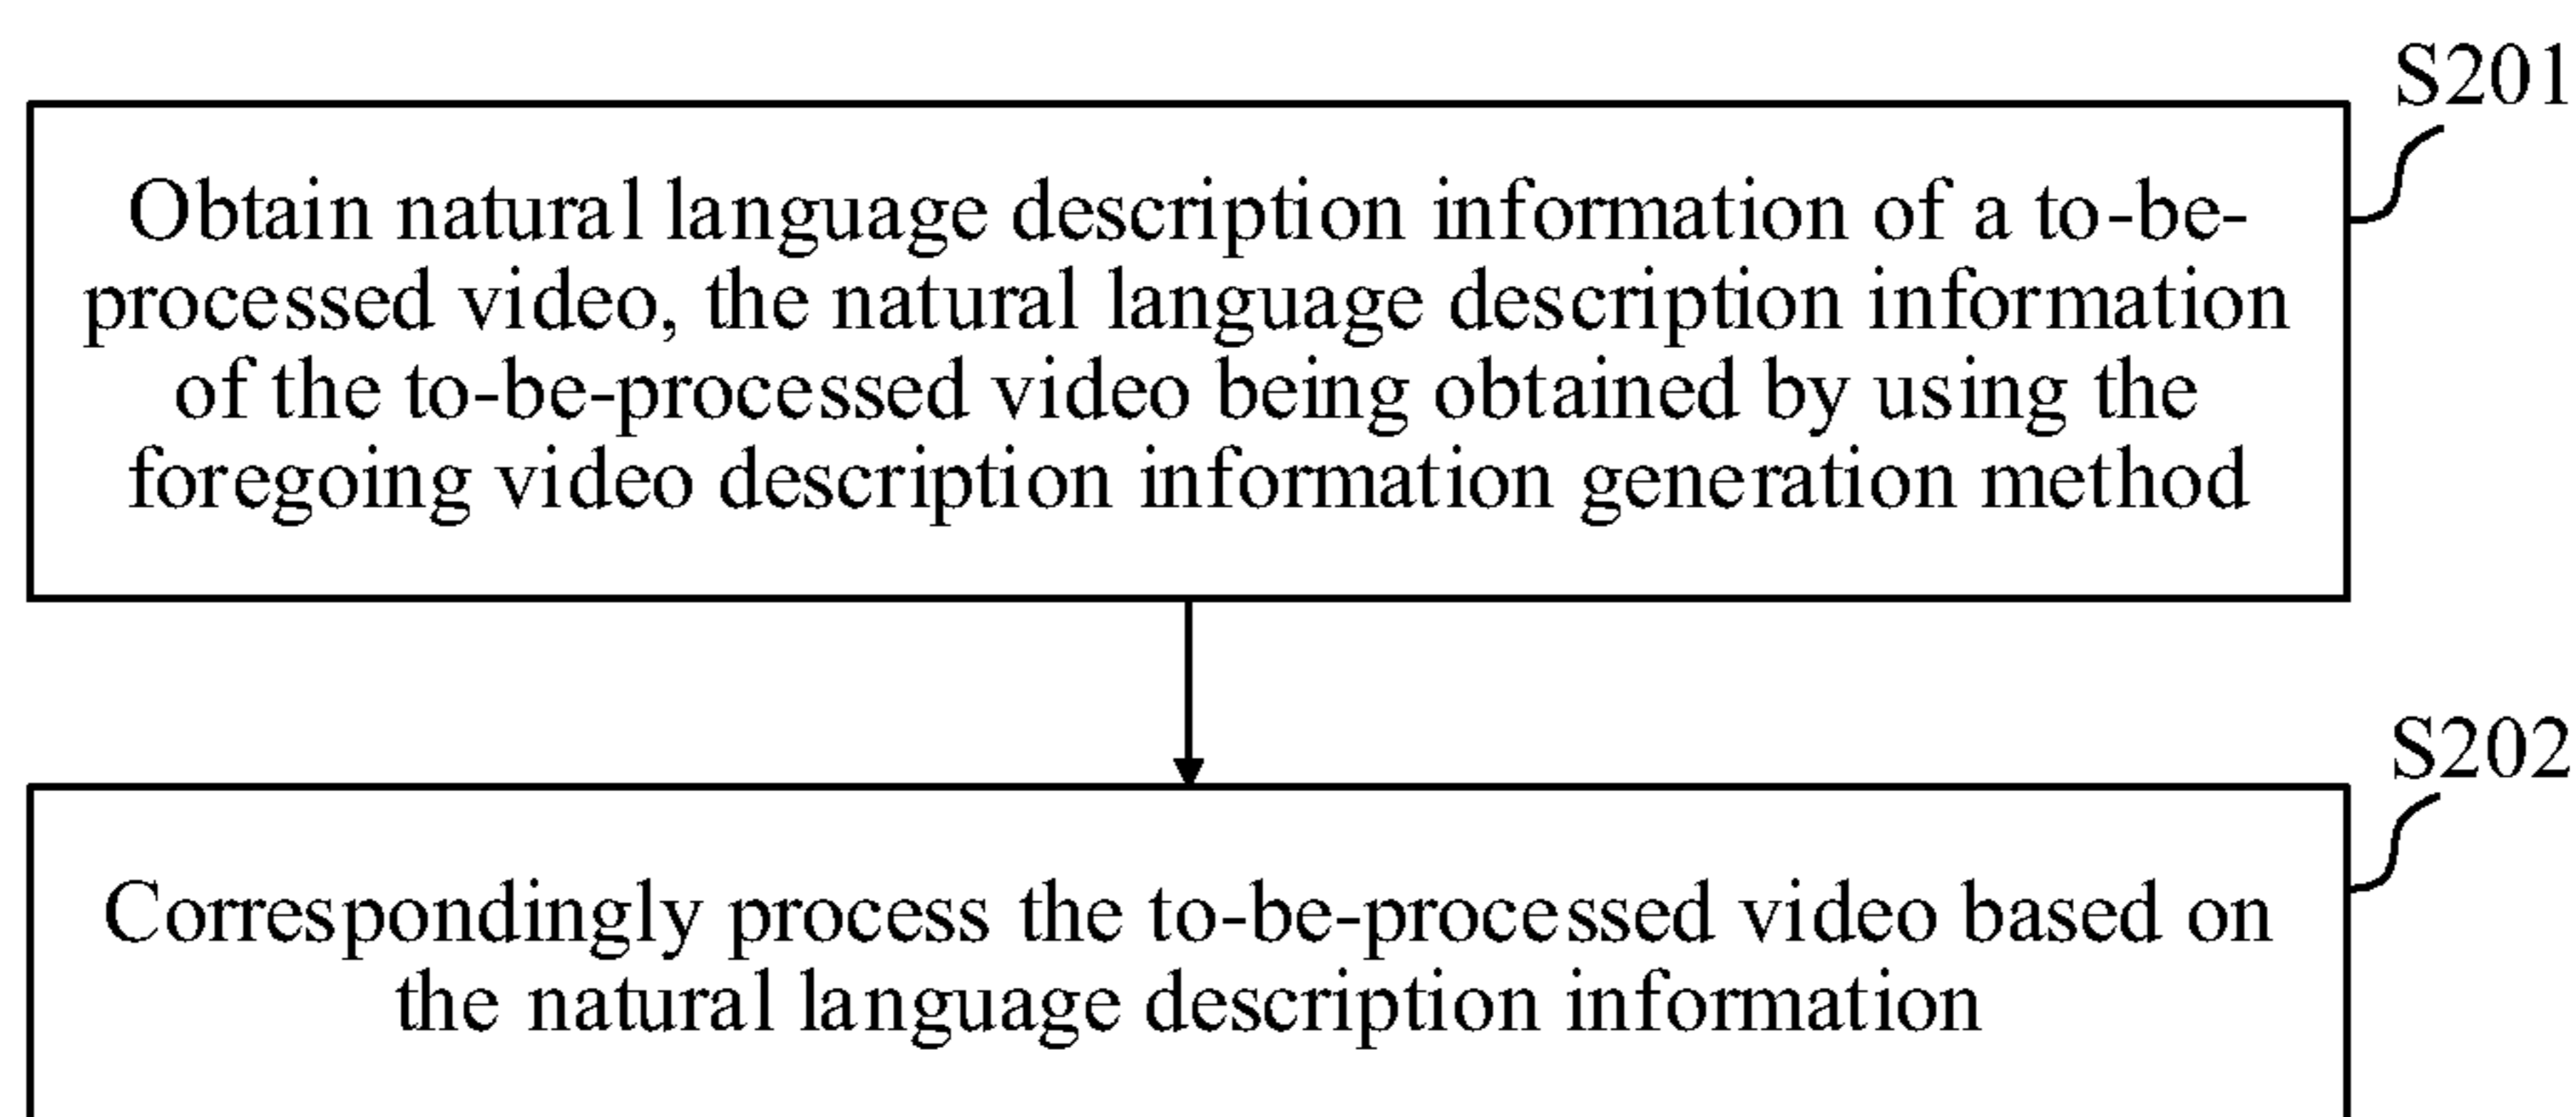 S201
Obtain natural language description information of a to-be-
processed video, the natural language description information
of the to-be-processed video being obtained by using the
foregoing video description information generation method
S202
Correspondingly process the to-be-processed video based on
the natural language description information